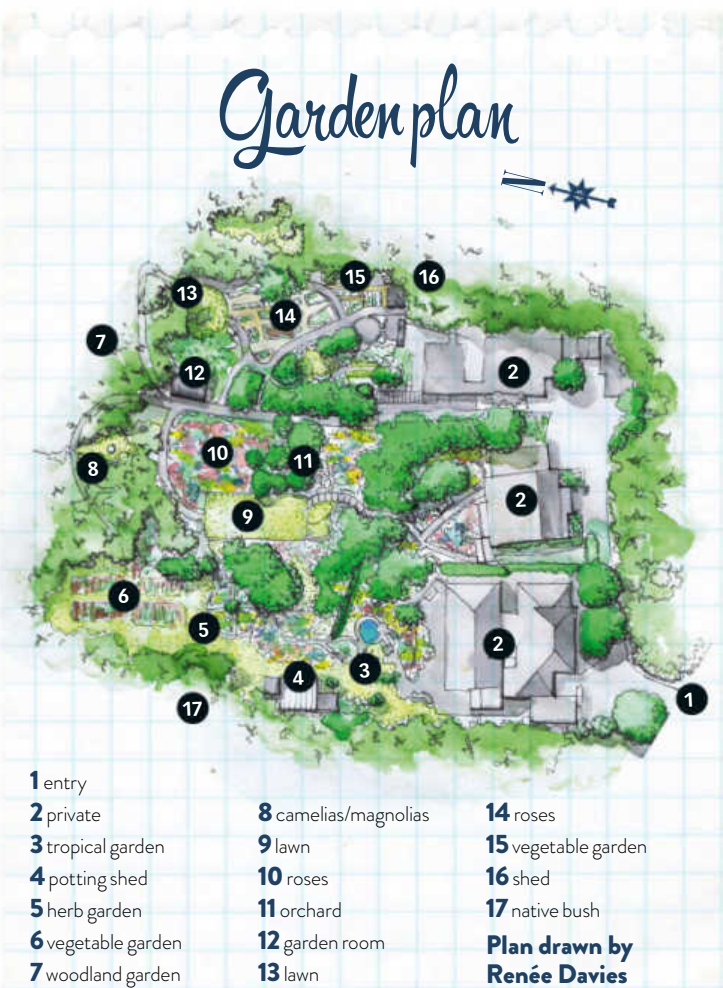 Garden plan
15
16
13
14
7
2
12
10
11
8
2
9
6
5
2
3
4
1
17
1 entry
2 private
3 tropical garden
4 potting shed
5 herb garden
6 vegetable garden
7 woodland garden
8 camelias/magnolias
9 lawn
10 roses
11 orchard
12 garden room
13 lawn
14 roses
15 vegetable garden
16 shed
17 native bush
Plan drawn by
Renée Davies